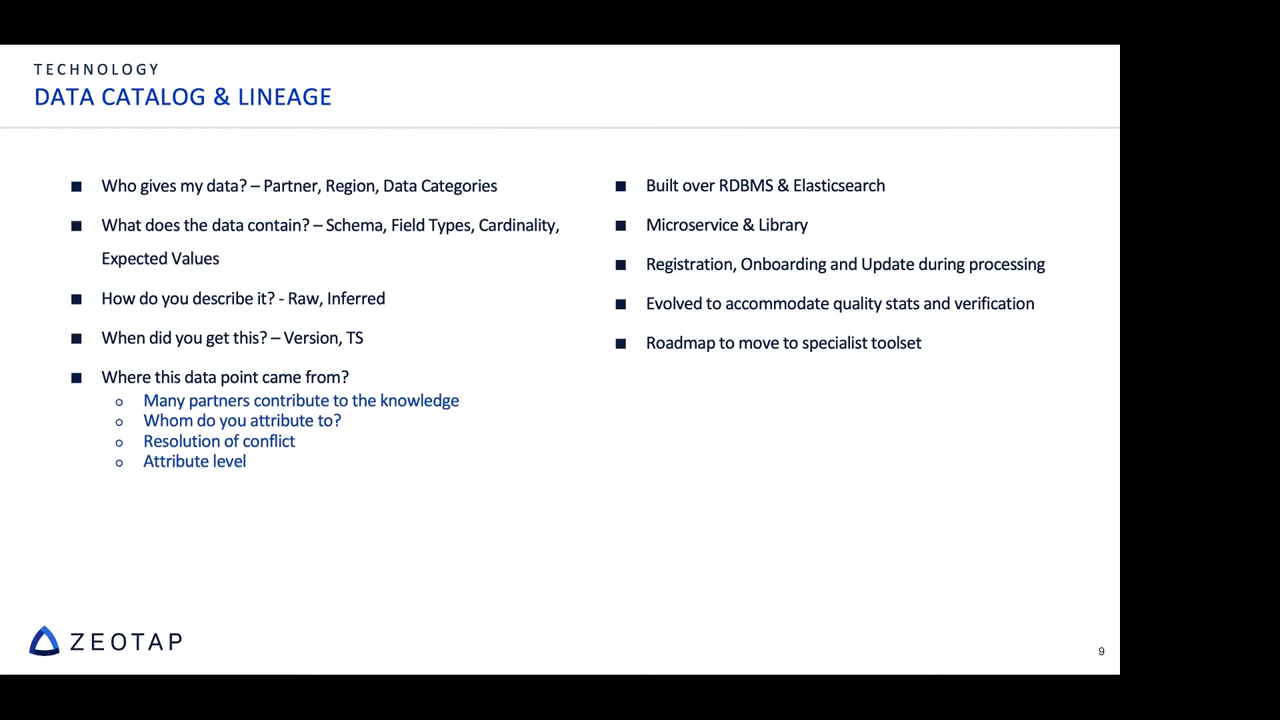 TECHNOLOGY
DATA CATALOG & LINEAGE
Who gives my data? – Partner, Region, Data Categories
What does the data contain? – Schema, Field Types, Cardinality,
Expected Values
How do you describe it? - Raw, Inferred
When did you get this? – Version, TS
Where this data point came from?
Many partners contribute to the knowledge
Whom do you attribute to?
Resolution of conflict
Attribute level
Built over RDBMS & Elasticsearch
Microservice & Library
Registration, Onboarding and Update during processing
Evolved to accommodate quality stats and verification
Roadmap to move to specialist toolset
ZEOTAP
9